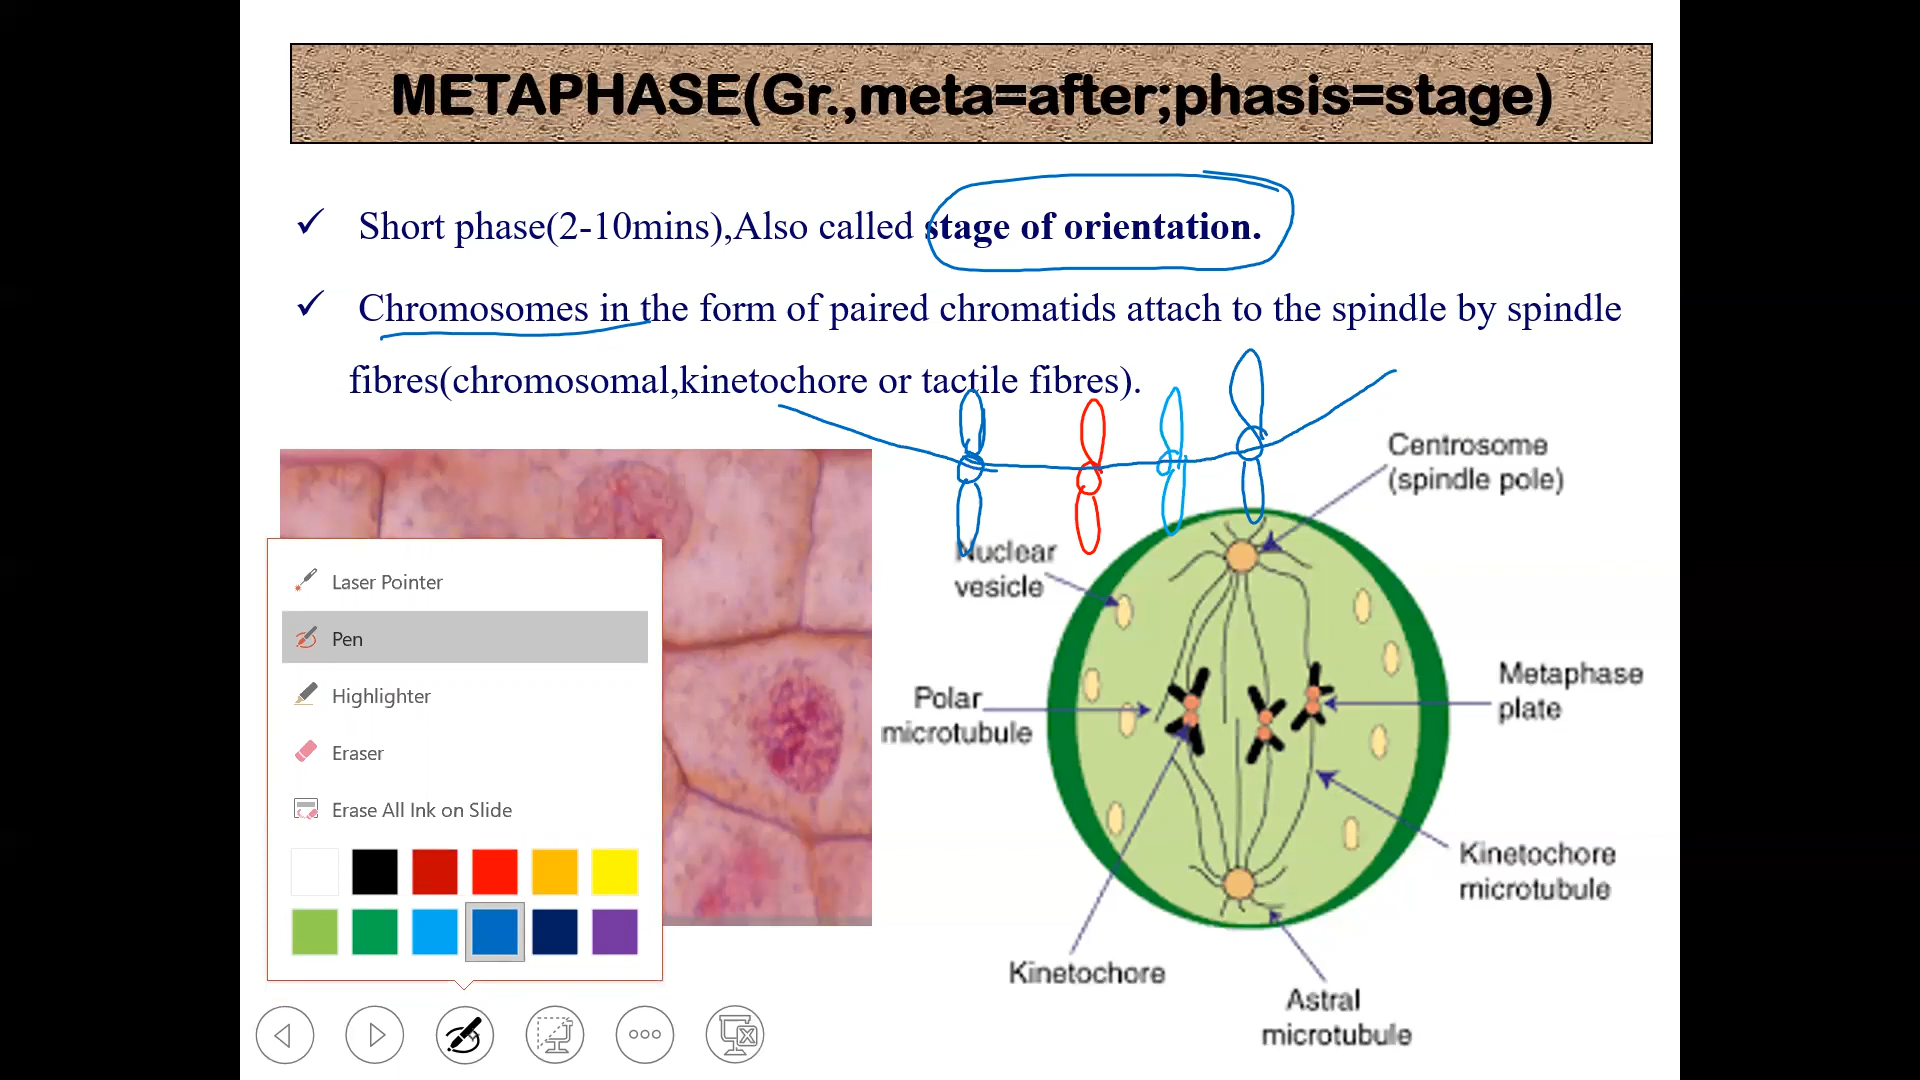 METAPHASE(Gr.,meta=after;phasis=stage)
✓ Short phase(2-10mins),Also called stage of orientation.
✓ Chromosomes in the form of paired chromatids attach to the spindle by spindle
fibres(chromosomal,kinetochore or tactile fibres).
Centrosome
(spindle pole)
Nuclear
vesicle
Metaphase
plate
Polar
microtubule
Kinetochore
microtubule
Kinetochore
Astral
microtubule
Laser Pointer
Pen
Highlighter
Eraser
Erase All Ink on Slide